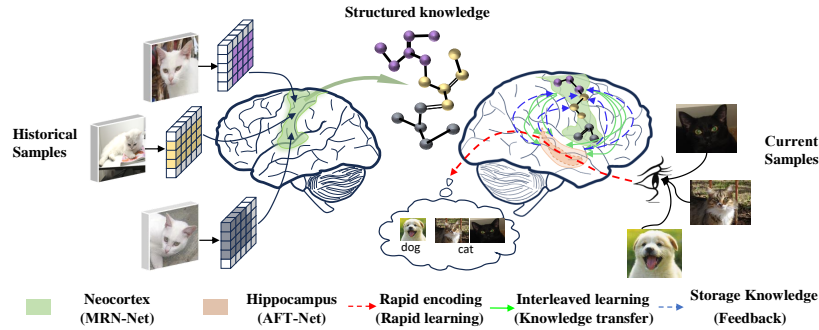 Structured knowledge
Historical
Samples
Current
Samples
dog
cat
Neocortex
(MRN-Net)
Hippocampus
(AFT-Net)
Rapid encoding
(Rapid learning)
Interleaved learning
(Knowledge transfer)
Storage Knowledge
(Feedback)